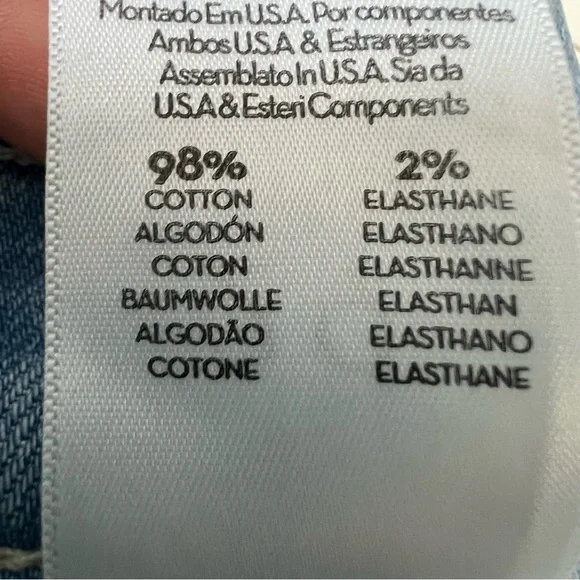 Montado Em U.S.A. Por componentes
Ambos U.S.A & Estrangeiros
Assemblato In U.S.A. Sia da
U.S.A & Esteri Components
98% 2%
COTTON ELASTHANE
ALGODÓN ELASTHANO
COTON ELASTHANNE
BAUMWOLLE ELASTHAN
ALGODÃO ELASTHANO
COTONE ELASTHANE